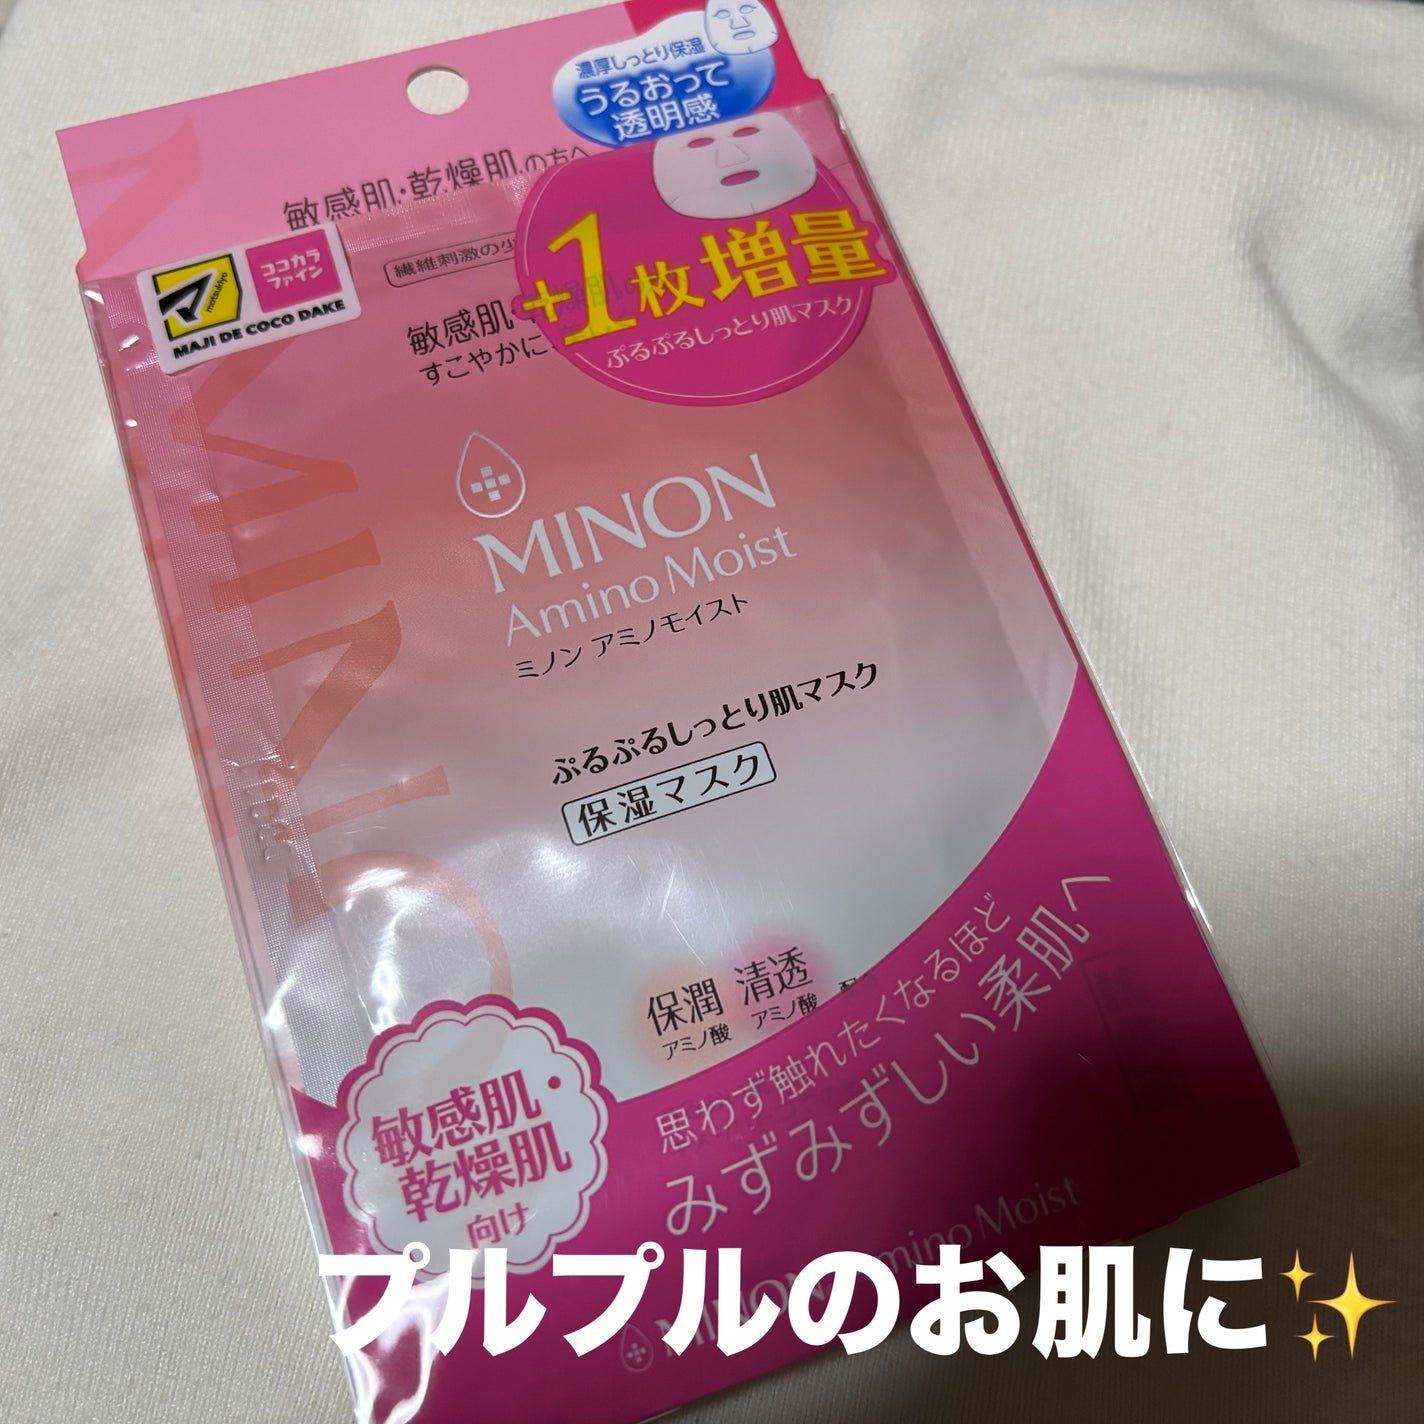 濃厚しっとり保湿
うるおって
透明感
敏感肌・乾燥肌の方へ
+1枚増量
ぷるぷるしっとり肌マスク
matsukiyo
ココカラ
ファイン
MAJI DE COCO DAKE
繊維刺激の少
敏感肌・乾燥肌の
すこやかに
MINON
MINON
Amino Moist
ミノン アミノモイスト
ぷるぷるしっとり肌マスク
保湿マスク
保潤 清透
アミノ酸 アミノ酸
思わず触れたくなるほど
みずみずしい柔肌へ
敏感肌・
乾燥肌
向け
MINON Amino Moist
プルプルのお肌に✨